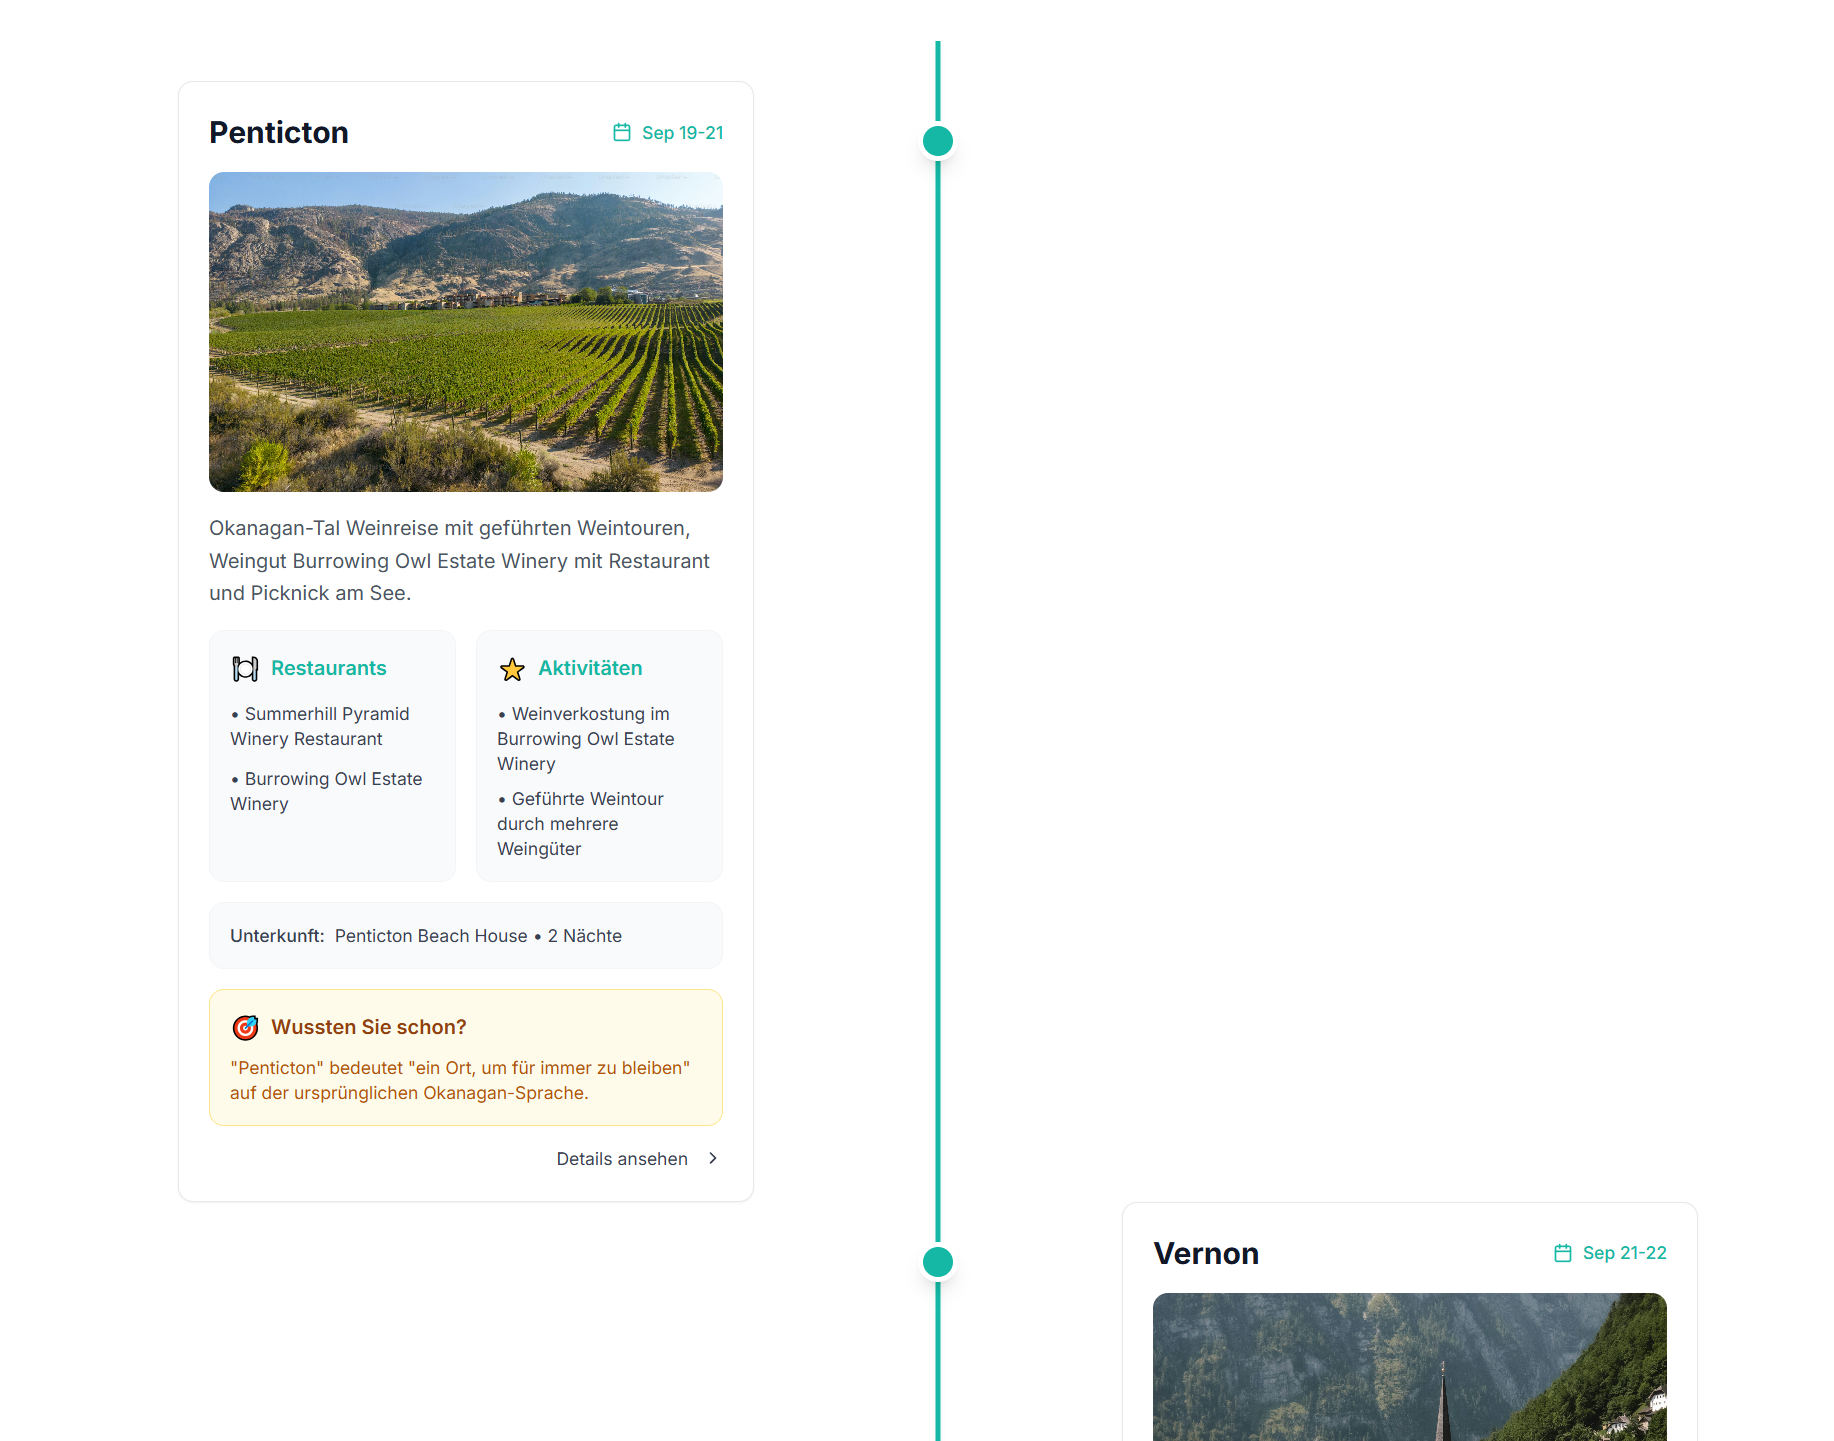 Penticton
Sep 19-21
Okanagan-Tal Weinreise mit geführten Weintouren,
Weingut Burrowing Owl Estate Winery mit Restaurant
und Picknick am See.
Restaurants
• Summerhill Pyramid
Winery Restaurant
• Burrowing Owl Estate
Winery
Aktivitäten
• Weinverkostung im
Burrowing Owl Estate
Winery
• Geführte Weintour
durch mehrere
Weingüter
Unterkunft: Penticton Beach House • 2 Nächte
Wussten Sie schon?
"Penticton" bedeutet "ein Ort, um für immer zu bleiben"
auf der ursprünglichen Okanagan-Sprache.
Details ansehen
Vernon
Sep 21-22